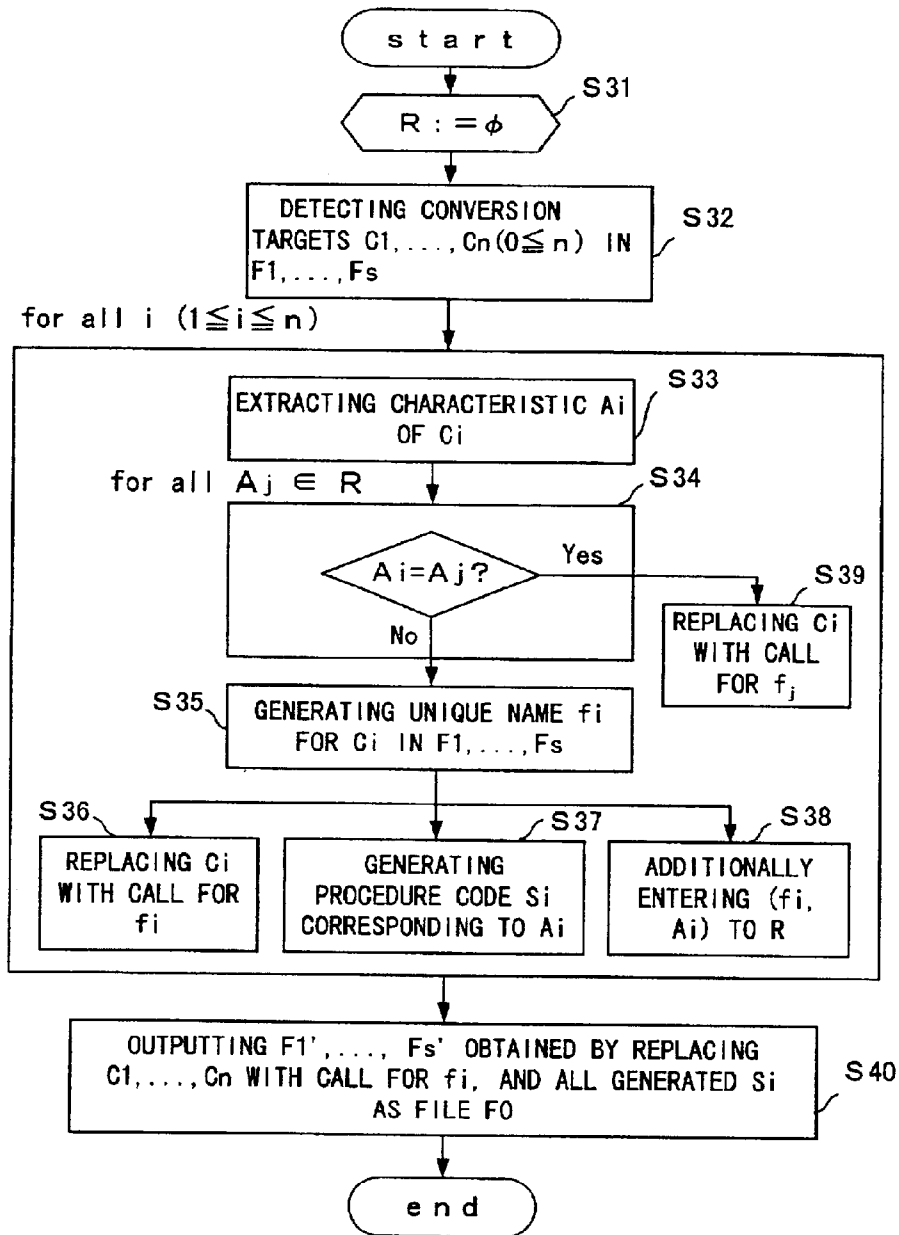 start
S31
R:=φ
S32
DETECTING CONVERSION
TARGETS C1,...,Cn(0≦n) IN
F1,...,Fs
for all i (1≦i≦n)
S33
EXTRACTING CHARACTERISTIC Ai
OF Ci
for all Aj ∈ R
S34
Ai=Aj?
Yes
No
S39
REPLACING Ci
WITH CALL
FOR fj
S35
GENERATING UNIQUE NAME fi
FOR Ci IN F1,...,Fs
S36
REPLACING Ci
WITH CALL FOR
fi
S37
GENERATING
PROCEDURE CODE Si
CORRESPONDING TO Ai
S38
ADDITIONALLY
ENTERING (fi,
Ai) TO R
S40
OUTPUTTING F1',..., Fs' OBTAINED BY REPLACING
C1,...,Cn WITH CALL FOR fi, AND ALL GENERATED Si
AS FILE F0
end